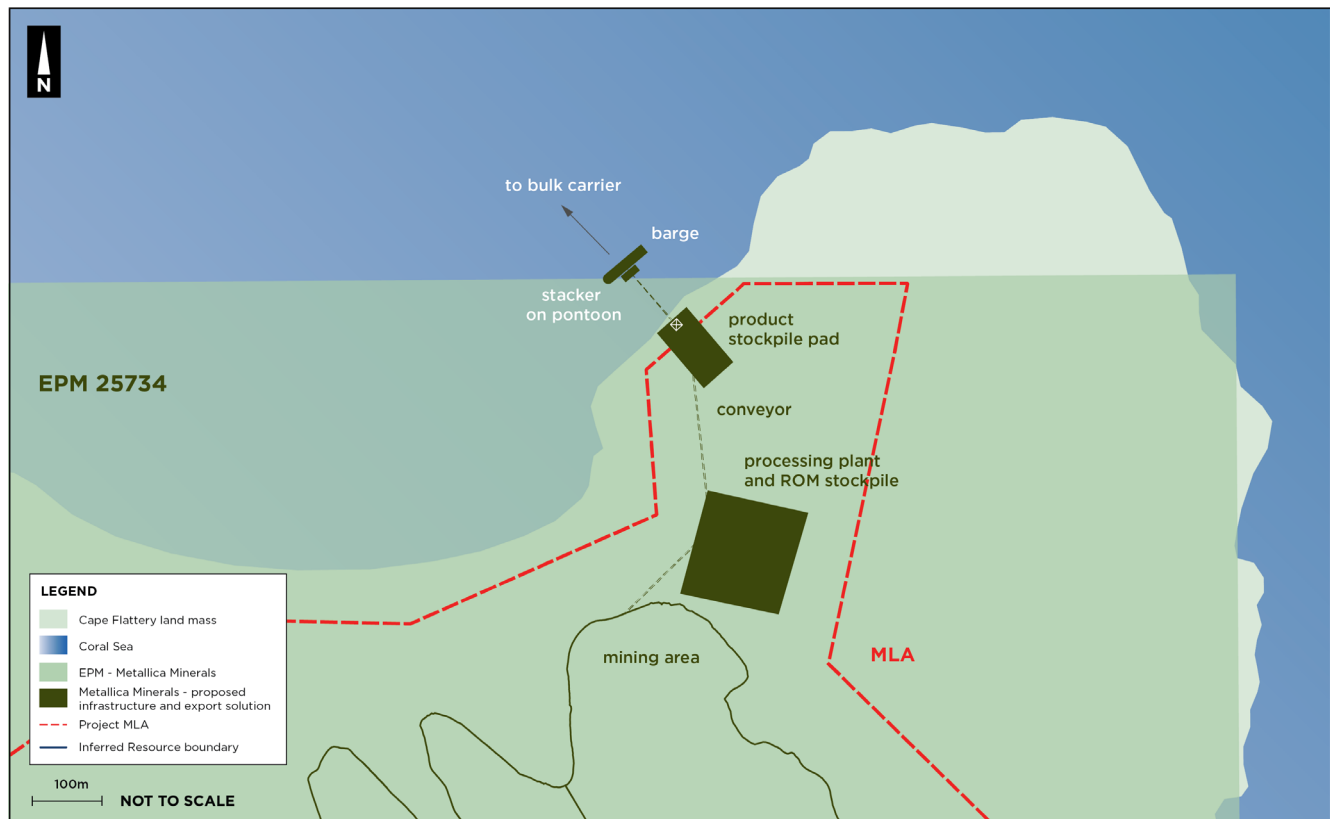 N
to bulk carrier
barge
stacker
on pontoon
product
stockpile pad
EPM 25734
conveyor
processing plant
and ROM stockpile
mining area
MLA
LEGEND
Cape Flattery land mass
Coral Sea
EPM - Metallica Minerals
Metallica Minerals - proposed
infrastructure and export solution
Project MLA
Inferred Resource boundary
100m
NOT TO SCALE